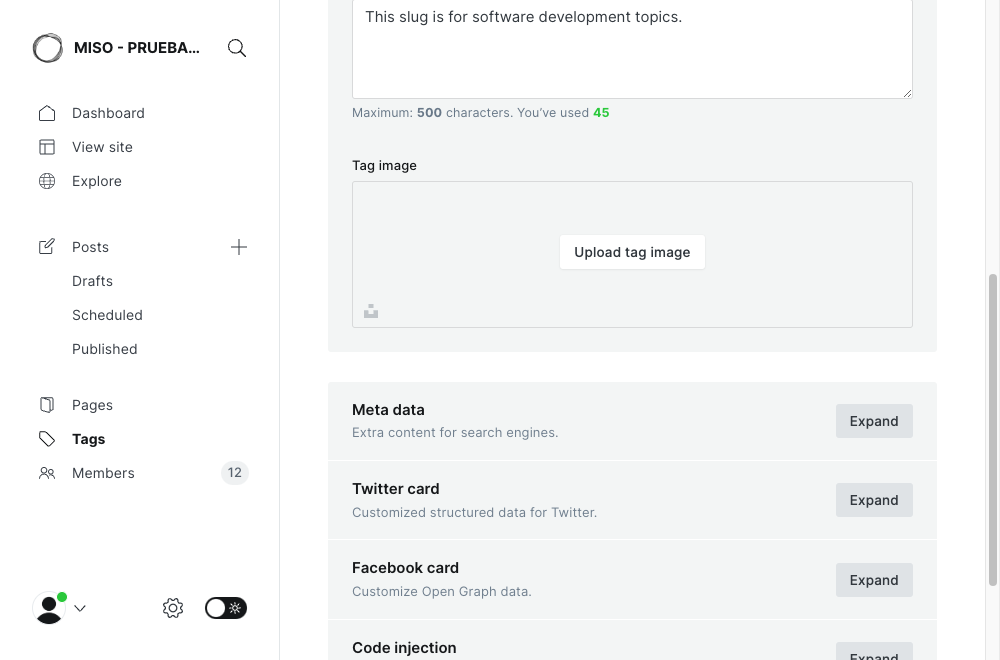 MISO - PRUEBA...
Dashboard
View site
Explore
Posts
Drafts
Scheduled
Published
Pages
Tags
Members
12
This slug is for software development topics.
Maximum: 500 characters. You’ve used 45
Tag image
Upload tag image
Meta data
Extra content for search engines.
Expand
Twitter card
Customized structured data for Twitter.
Expand
Facebook card
Customize Open Graph data.
Expand
Code injection
Expand